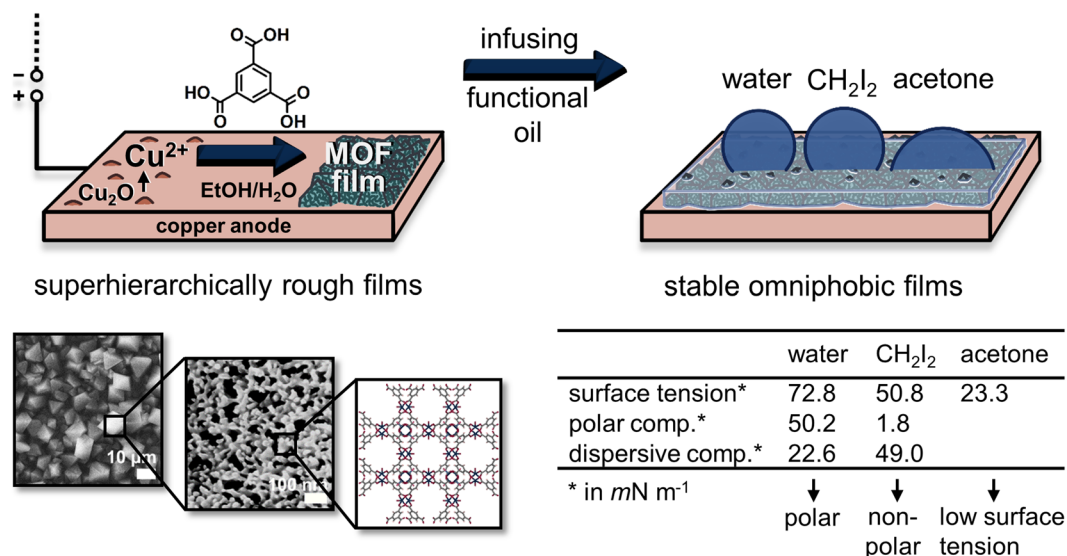 −
+
O
OH
HO
O
O
OH
Cu²⁺
Cu₂O
EtOH/H₂O
MOF
film
copper anode
superhierarchically rough films
infusing
functional
oil
water CH₂I₂ acetone
stable omniphobic films
10 µm
100 nm
water CH₂I₂ acetone
surface tension* 72.8 50.8 23.3
polar comp.* 50.2 1.8
dispersive comp.* 22.6 49.0
* in mN m⁻¹
polar
non-
polar
low surface
tension